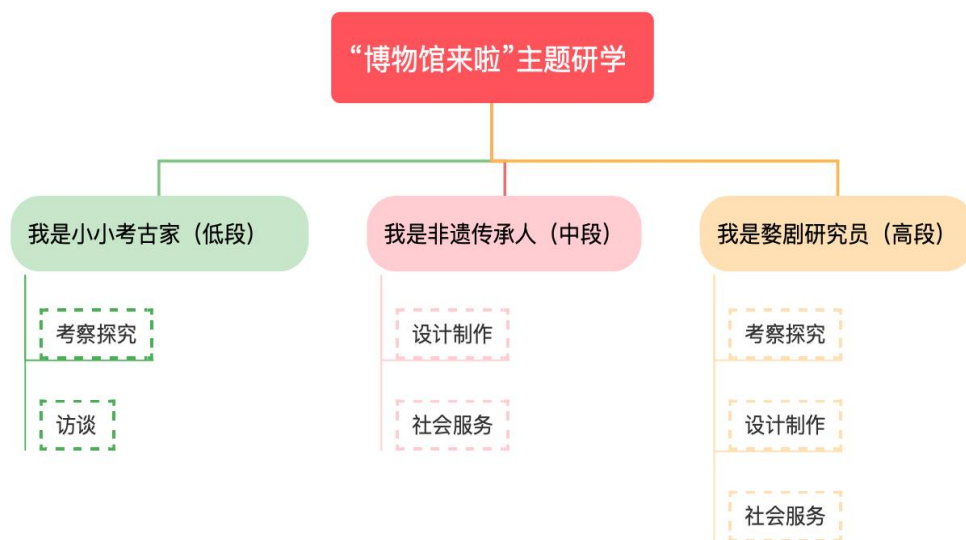 “博物馆来啦”主题研学
我是小小考古家（低段）
我是非遗传承人（中段）
我是婺剧研究员（高段）
考察探究
设计制作
考察探究
访谈
社会服务
设计制作
社会服务